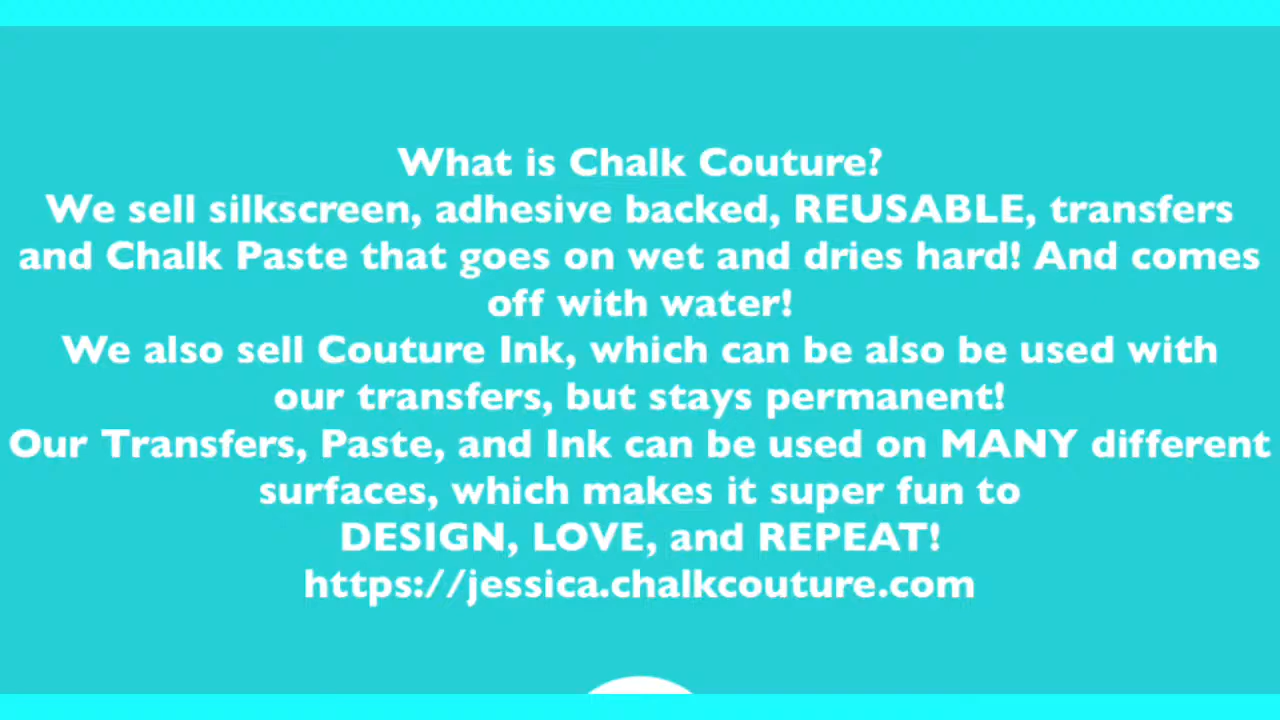 What is Chalk Couture?
We sell silkscreen, adhesive backed, REUSABLE, transfers
and Chalk Paste that goes on wet and dries hard! And comes
off with water!
We also sell Couture Ink, which can be also be used with
our transfers, but stays permanent!
Our Transfers, Paste, and Ink can be used on MANY different
surfaces, which makes it super fun to
DESIGN, LOVE, and REPEAT!
https://jessica.chalkcouture.com